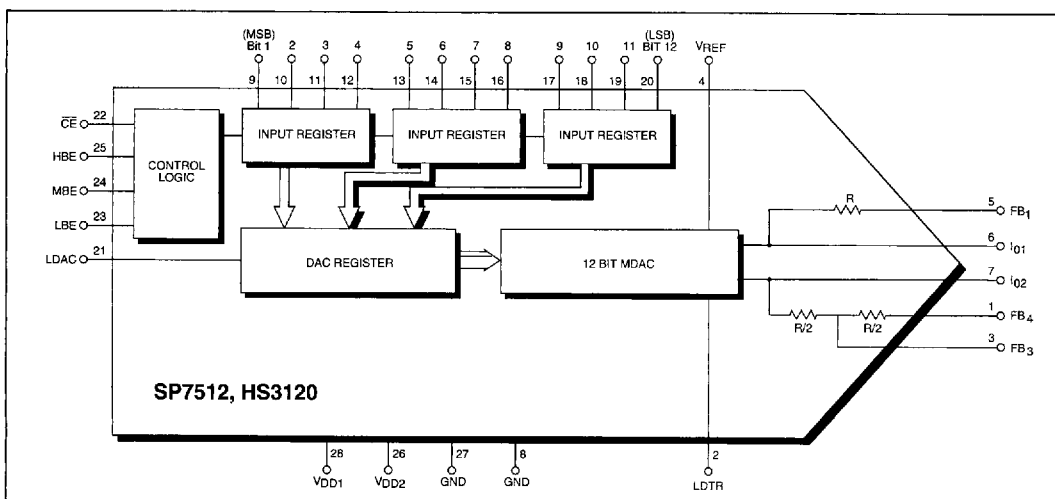 (MSB) (LSB)
Bit 1 2 3 4 5 6 7 8 9 10 11 BIT 12 VREF
9 10 11 12 13 14 15 16 17 18 19 20 4
CE 22
HBE 25
MBE 24
LBE 23
LDAC 21
CONTROL
LOGIC
INPUT REGISTER INPUT REGISTER INPUT REGISTER
DAC REGISTER 12 BIT MDAC
R 5 FB1
6 IO1
7 IO2
1 FB4
R/2 R/2
3 FB3
SP7512, HS3120
28 26 27 8 2
VDD1 VDD2 GND GND LDTR